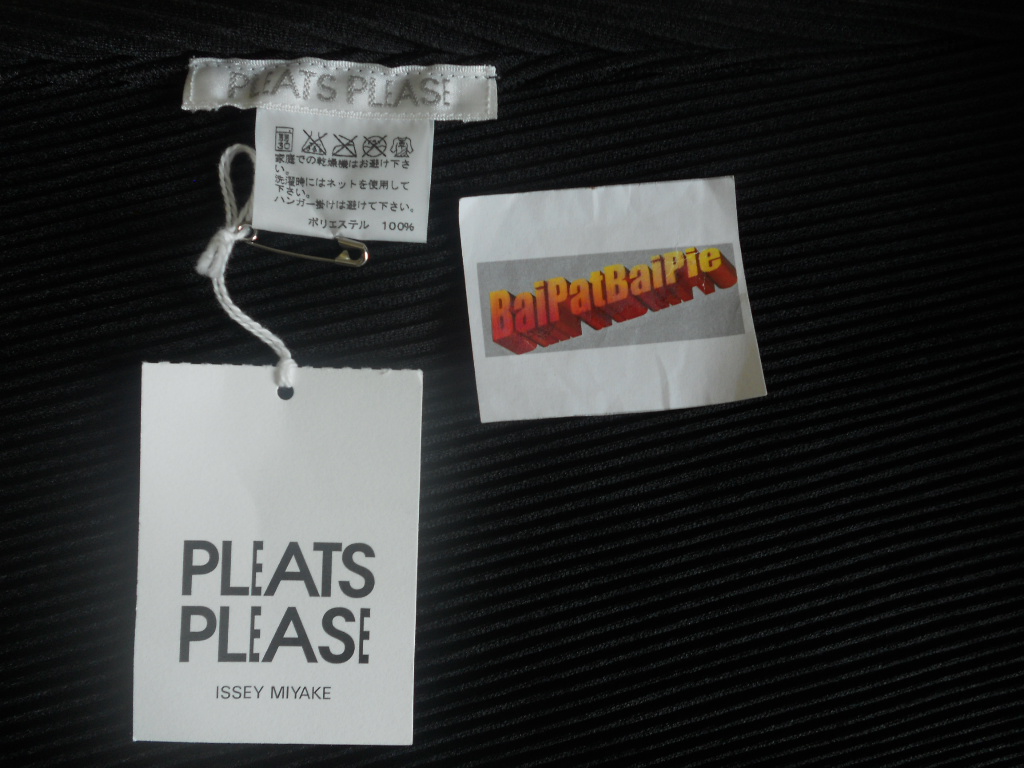 PLEATS PLEASE
30
家庭での乾燥機はお避け下さ
い。
洗濯時にはネットを使用して
下さい。
ハンガー掛けは避けて下さい。
ポリエステル 100%
BaiPatBaiPie
PLEATS
PLEASE
ISSEY MIYAKE